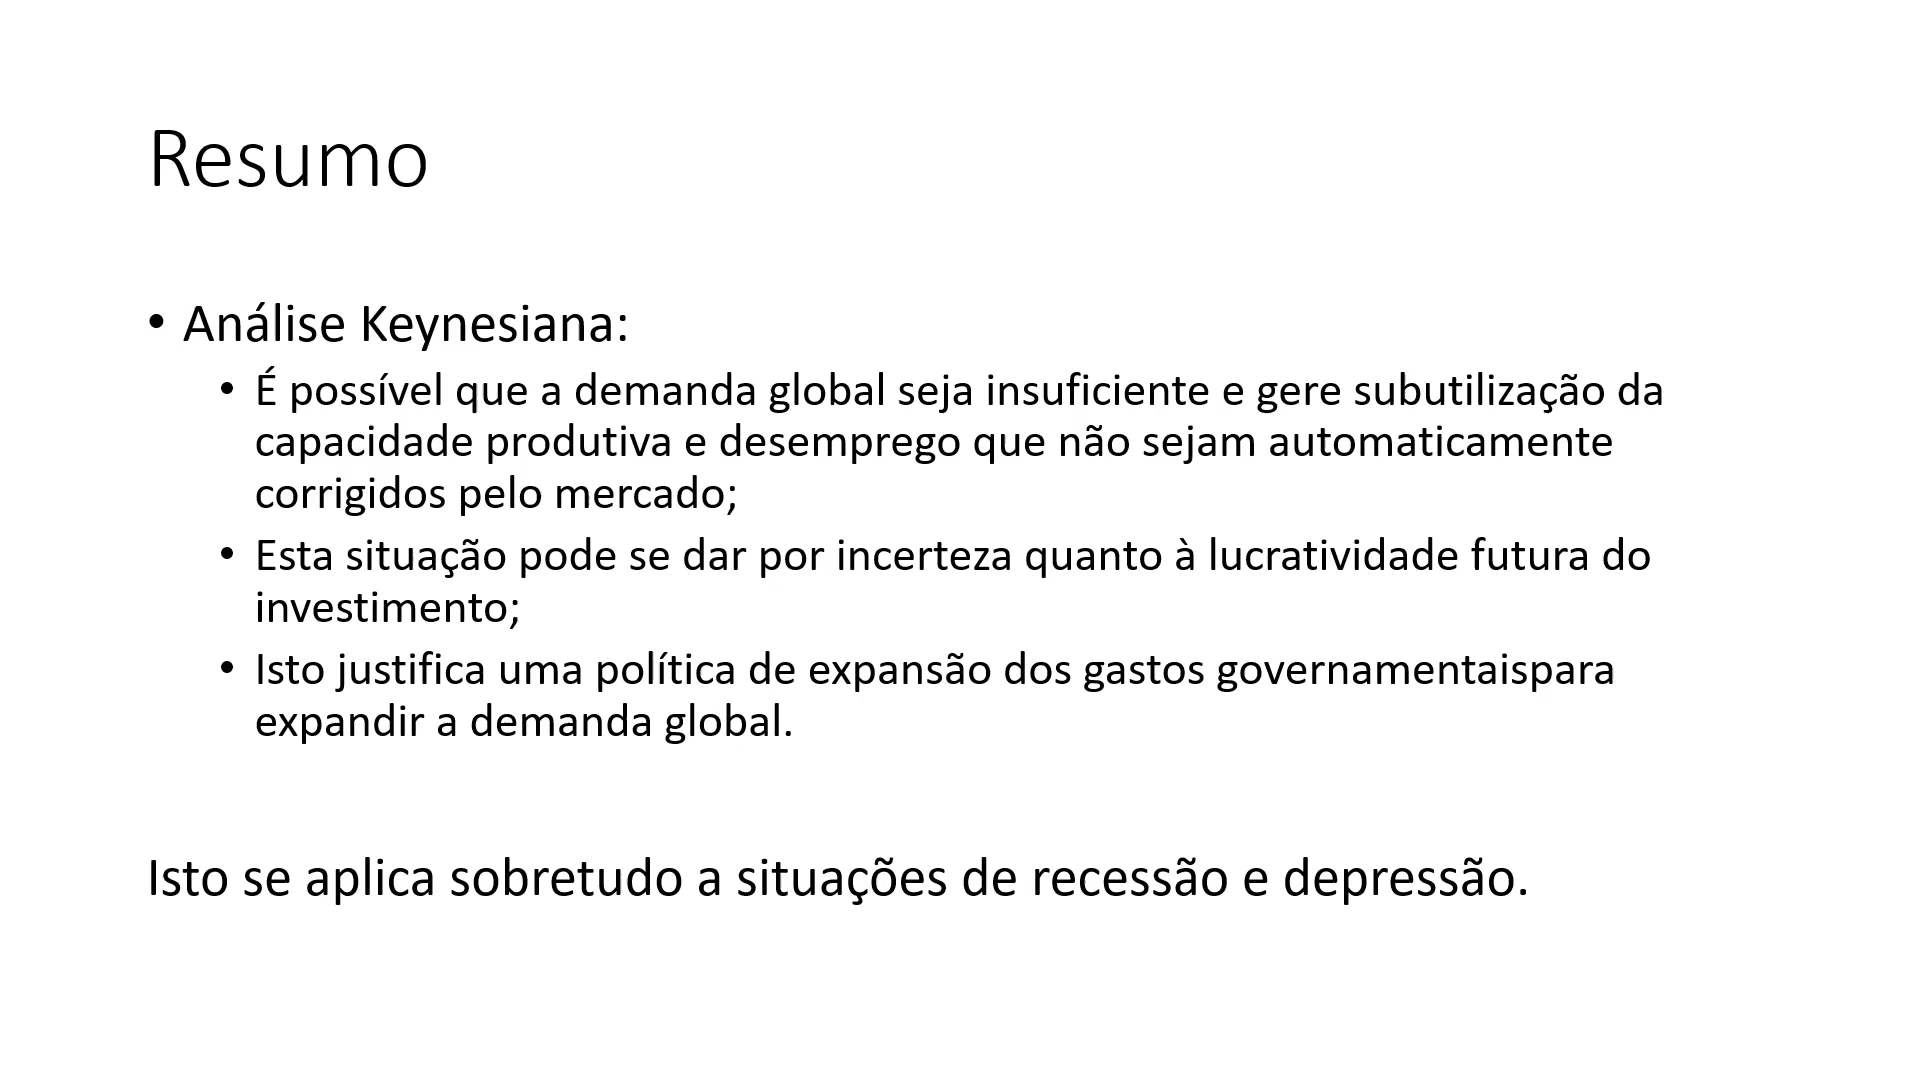 Resumo
• Análise Keynesiana:
• É possível que a demanda global seja insuficiente e gere subutilização da
capacidade produtiva e desemprego que não sejam automaticamente
corrigidos pelo mercado;
• Esta situação pode se dar por incerteza quanto à lucratividade futura do
investimento;
• Isto justifica uma política de expansão dos gastos governamentaispara
expandir a demanda global.
Isto se aplica sobretudo a situações de recessão e depressão.